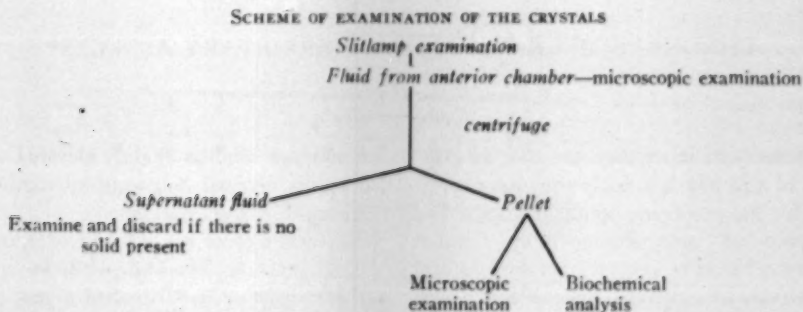 SCHEME OF EXAMINATION OF THE CRYSTALS
Slitlamp examination
Fluid from anterior chamber—microscopic examination
centrifuge
Supernatant fluid
Examine and discard if there is no
solid present
Pellet
Microscopic
examination
Biochemical
analysis